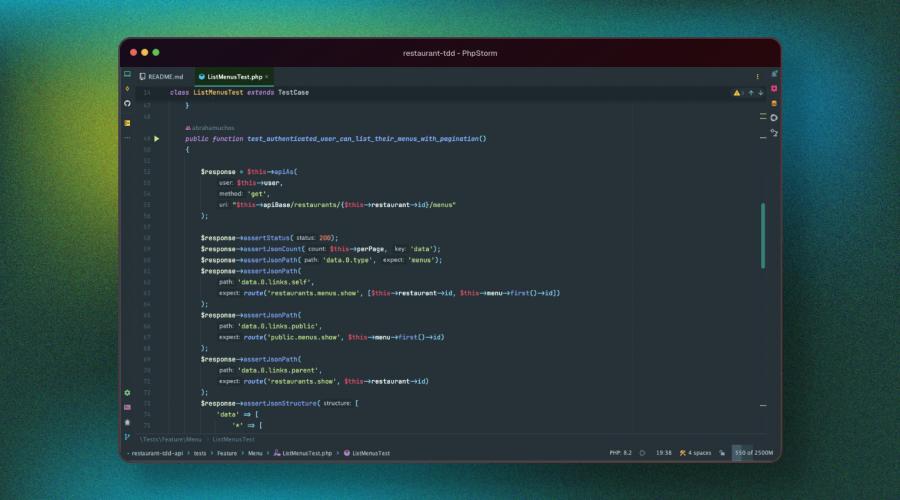 restaurant-tdd – PhpStorm
README.md ListMenusTest.php ×
14 class ListMenusTest extends TestCase
47 }
48
abrahamuchos
49 public function test_authenticated_user_can_list_their_menus_with_pagination()
50 {
51
52 $response = $this->apiAs(
53 user: $this->user,
54 method: 'get',
55 uri: "$this->apiBase/restaurants/{$this->restaurant->id}/menus"
56 );
57
58 $response->assertStatus( status: 200);
59 $response->assertJsonCount( count: $this->perPage, key: 'data');
60 $response->assertJsonPath( path: 'data.0.type', expect: 'menus');
61 $response->assertJsonPath(
62 path: 'data.0.links.self',
63 expect: route('restaurants.menus.show', [$this->restaurant->id, $this->menu->first()->id])
64 );
65 $response->assertJsonPath(
66 path: 'data.0.links.public',
67 expect: route('public.menus.show', $this->menu->first()->id)
68 );
69 $response->assertJsonPath(
70 path: 'data.0.links.parent',
71 expect: route('restaurants.show', $this->restaurant->id)
72 );
73 $response->assertJsonStructure( structure: [
74 'data' => [
75 '*' => [
\Tests\Feature\Menu › ListMenusTest
restaurant-tdd-api › tests › Feature › Menu › ListMenusTest.php › ListMenusTest PHP: 8.2 19:38 4 spaces 550 of 2500M